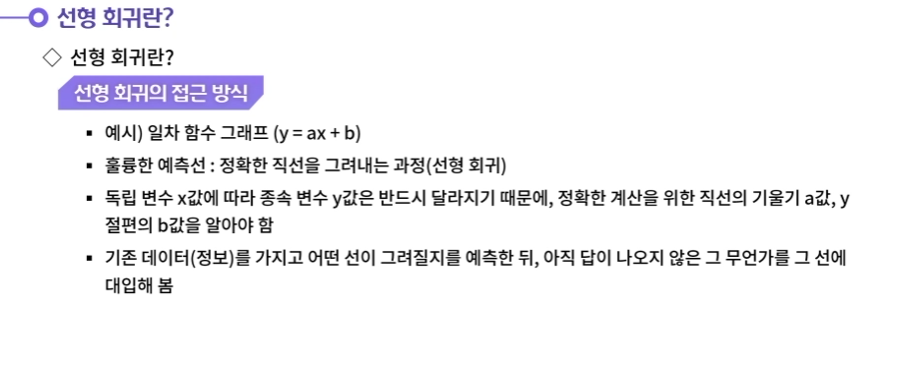 선형 회귀란?
◇ 선형 회귀란?
선형 회귀의 접근 방식
▪ 예시) 일차 함수 그래프 (y = ax + b)
▪ 훌륭한 예측선 : 정확한 직선을 그려내는 과정(선형 회귀)
▪ 독립 변수 x값에 따라 종속 변수 y값은 반드시 달라지기 때문에, 정확한 계산을 위한 직선의 기울기 a값, y
절편의 b값을 알아야 함
▪ 기존 데이터(정보)를 가지고 어떤 선이 그려질지를 예측한 뒤, 아직 답이 나오지 않은 그 무언가를 그 선에
대입해 봄